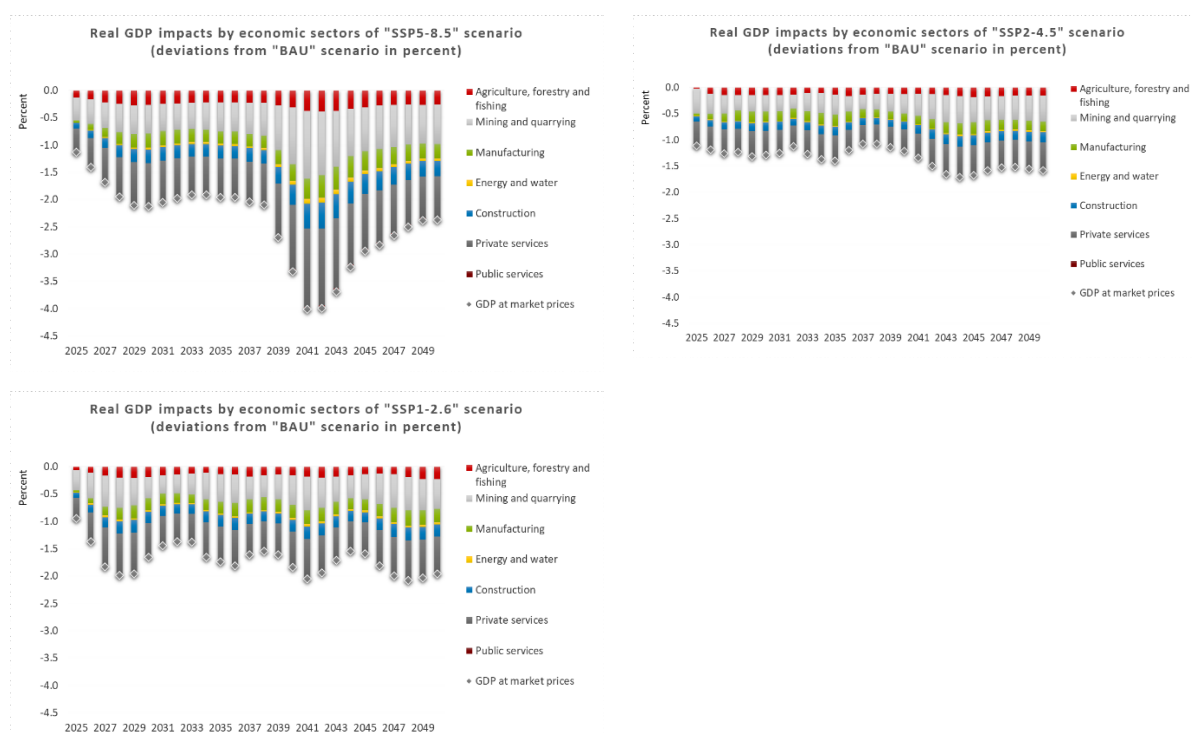 Real GDP impacts by economic sectors of "SSP5-8.5" scenario
(deviations from "BAU" scenario in percent)
Percent
0.0
-0.5
-1.0
-1.5
-2.0
-2.5
-3.0
-3.5
-4.0
-4.5
2025 2027 2029 2031 2033 2035 2037 2039 2041 2043 2045 2047 2049
Agriculture, forestry and
fishing
Mining and quarrying
Manufacturing
Energy and water
Construction
Private services
Public services
GDP at market prices
Real GDP impacts by economic sectors of "SSP2-4.5" scenario
(deviations from "BAU" scenario in percent)
Percent
0.0
-0.5
-1.0
-1.5
-2.0
-2.5
-3.0
-3.5
-4.0
-4.5
2025 2027 2029 2031 2033 2035 2037 2039 2041 2043 2045 2047 2049
Agriculture, forestry and
fishing
Mining and quarrying
Manufacturing
Energy and water
Construction
Private services
Public services
GDP at market prices
Real GDP impacts by economic sectors of "SSP1-2.6" scenario
(deviations from "BAU" scenario in percent)
Percent
0.0
-0.5
-1.0
-1.5
-2.0
-2.5
-3.0
-3.5
-4.0
-4.5
2025 2027 2029 2031 2033 2035 2037 2039 2041 2043 2045 2047 2049
Agriculture, forestry and
fishing
Mining and quarrying
Manufacturing
Energy and water
Construction
Private services
Public services
GDP at market prices